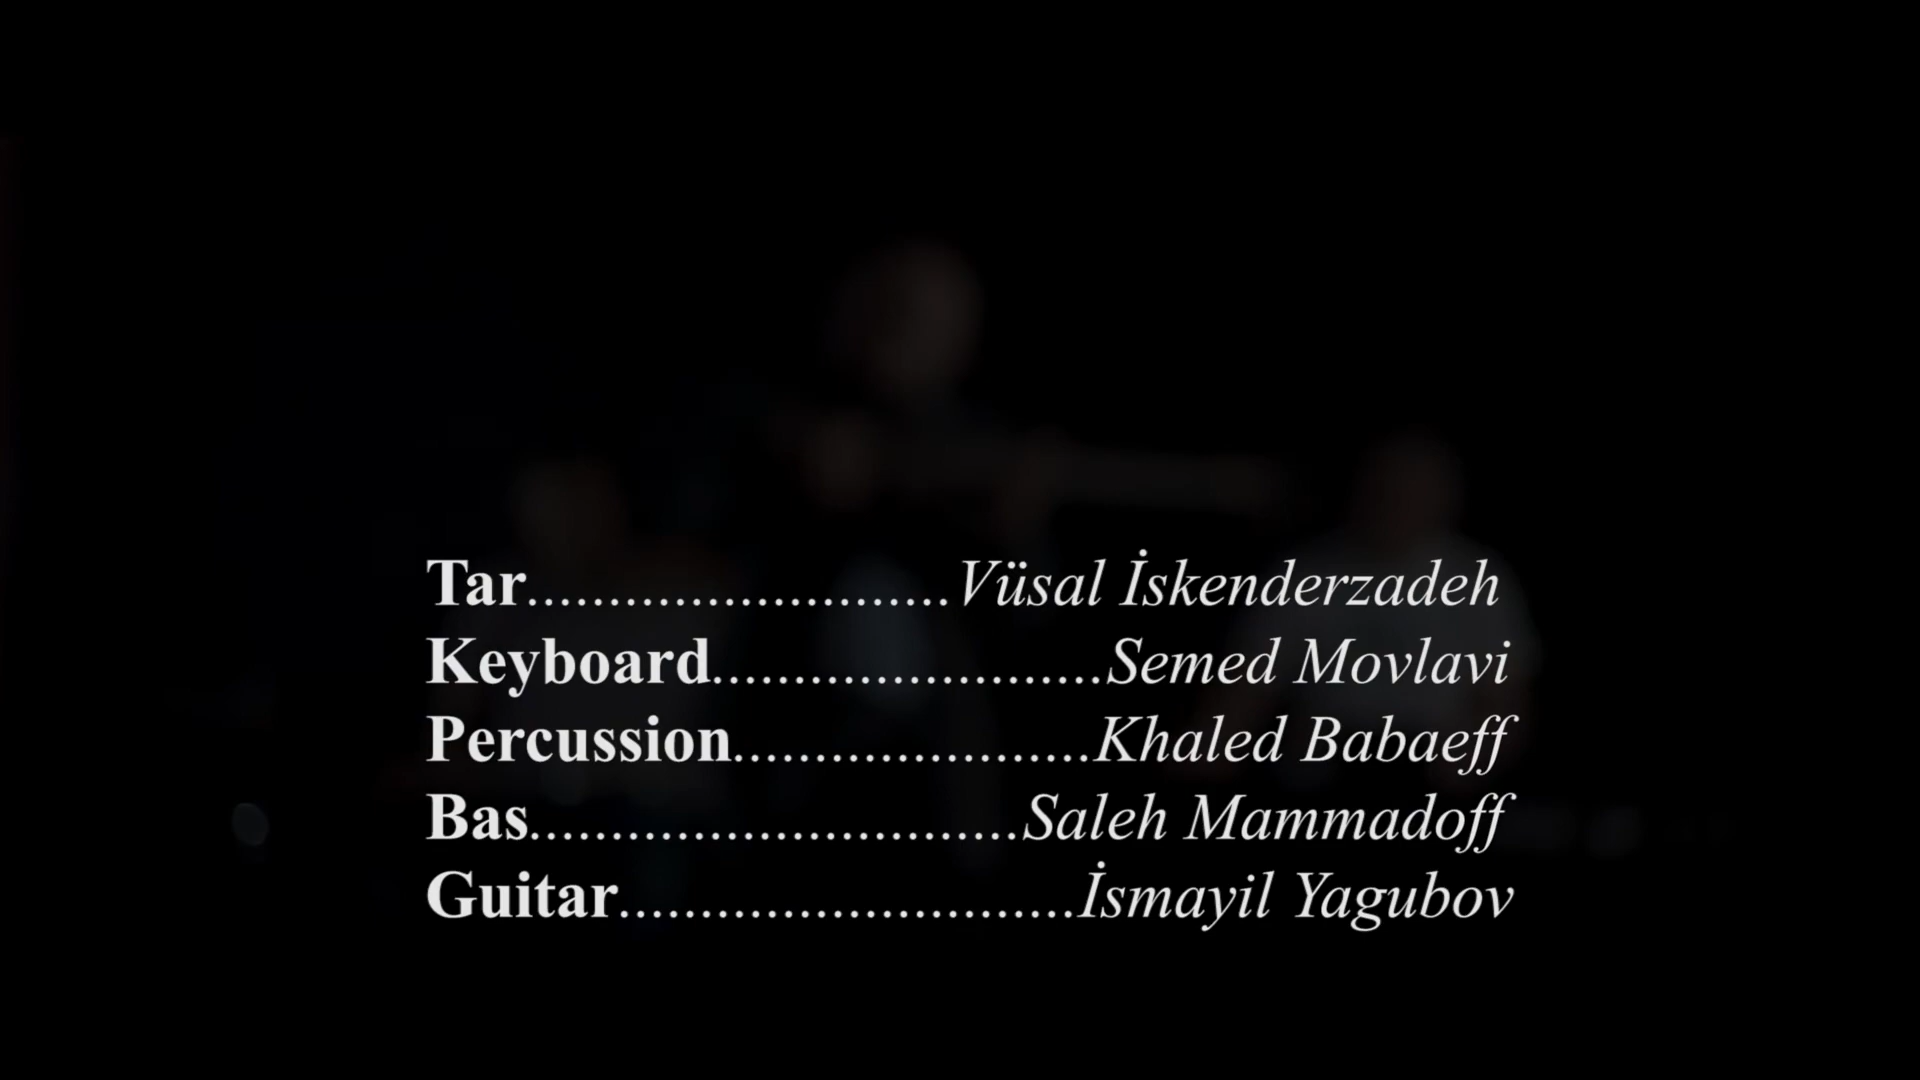 Tar.........................Vüsal İskenderzadeh
Keyboard.......................Semed Movlavi
Percussion.....................Khaled Babaeff
Bas.............................Saleh Mammadoff
Guitar...........................İsmayil Yagubov